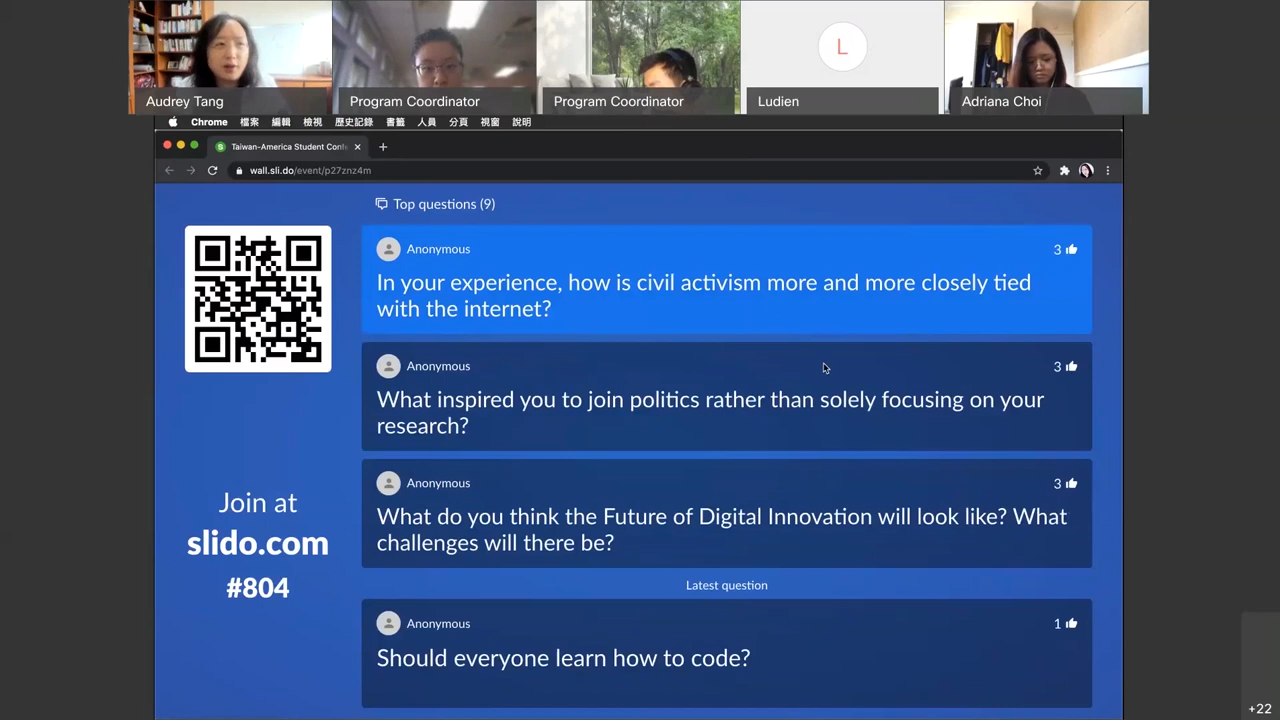 Audrey Tang
Program Coordinator
Program Coordinator
L
Ludien
Adriana Choi
Chrome 檔案 編輯 檢視 歷史記錄 書籤 人員 分頁 視窗 說明
S Taiwan-America Student Conf
wall.sli.do/event/p27znz4m
Top questions (9)
Anonymous 3
In your experience, how is civil activism more and more closely tied
with the internet?
Anonymous 3
What inspired you to join politics rather than solely focusing on your
research?
Anonymous 3
What do you think the Future of Digital Innovation will look like? What
challenges will there be?
Join at
slido.com
#804
Latest question
Anonymous 1
Should everyone learn how to code?
+22